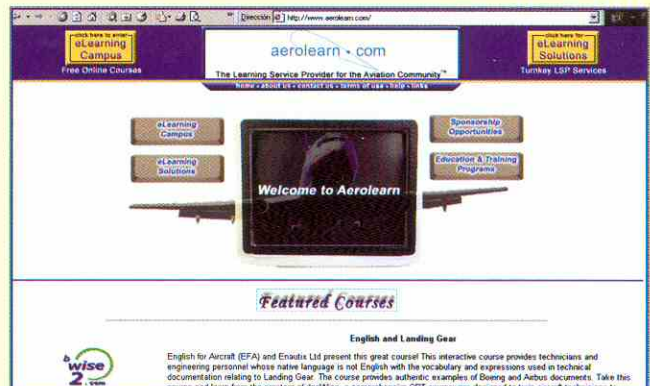 Dirección http://www.aerolearn.com/
click here to enter
eLearning
Campus
Free Online Courses
aerolearn • com
The Learning Service Provider for the Aviation Community™
click here for
eLearning
Solutions
Turnkey LSP Services
home • about us • contact us • terms of use • help • links
eLearning
Campus
eLearning
Solutions
Welcome to Aerolearn
Sponsorship
Opportunities
Education & Training
Programs
Featured Courses
English and Landing Gear
b wise
2.com
English for Aircraft (EFA) and Enautix Ltd present this great course! This interactive course provides technicians and
engineering personnel whose native language is not English with the vocabulary and expressions used in technical
documentation relating to Landing Gear. The course provides authentic examples of Boeing and Airbus documents. Take this